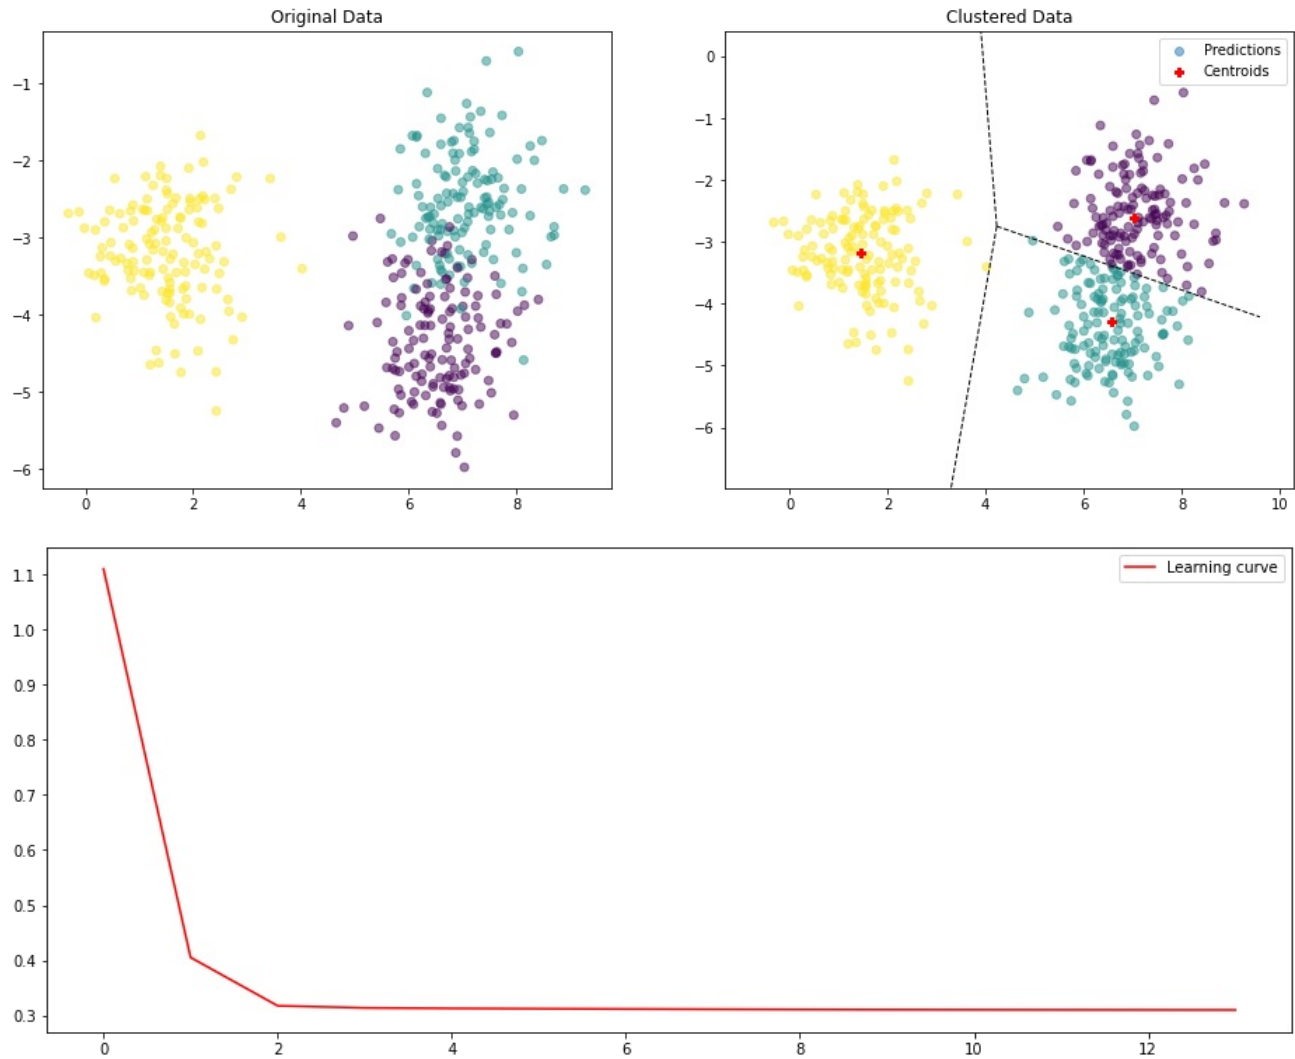 Original Data
−1
−2
−3
−4
−5
−6
0 2 4 6 8
Clustered Data
Predictions
Centroids
0
−1
−2
−3
−4
−5
−6
0 2 4 6 8 10
Learning curve
1.1
1.0
0.9
0.8
0.7
0.6
0.5
0.4
0.3
0 2 4 6 8 10 12